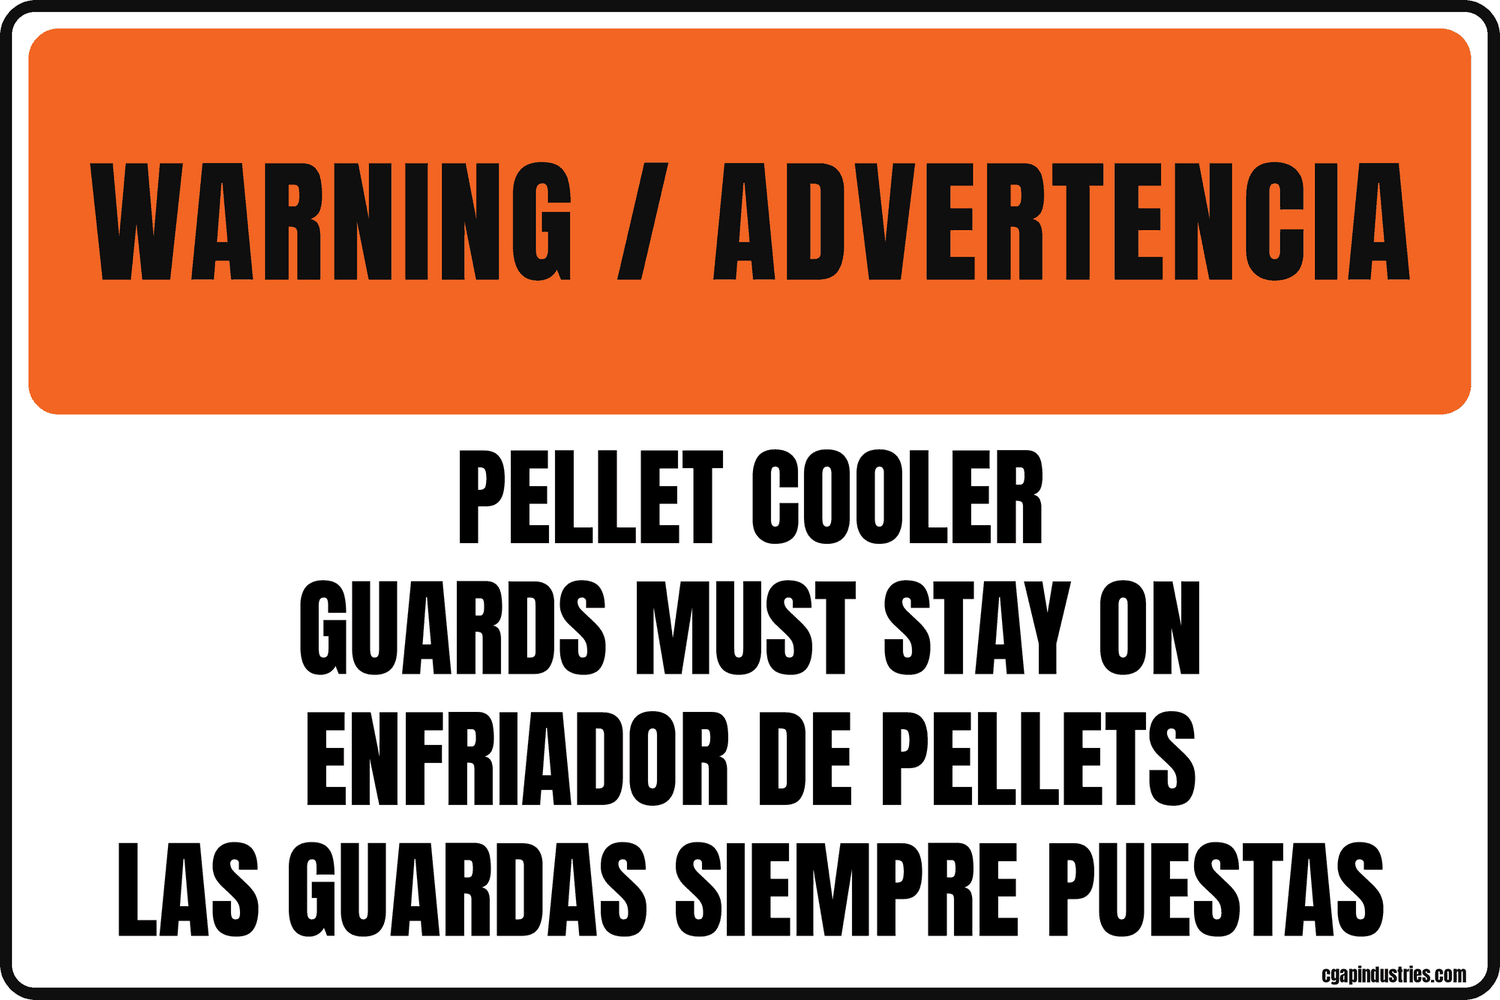 WARNING / ADVERTENCIA
PELLET COOLER
GUARDS MUST STAY ON
ENFRIADOR DE PELLETS
LAS GUARDAS SIEMPRE PUESTAS
cgapindustries.com